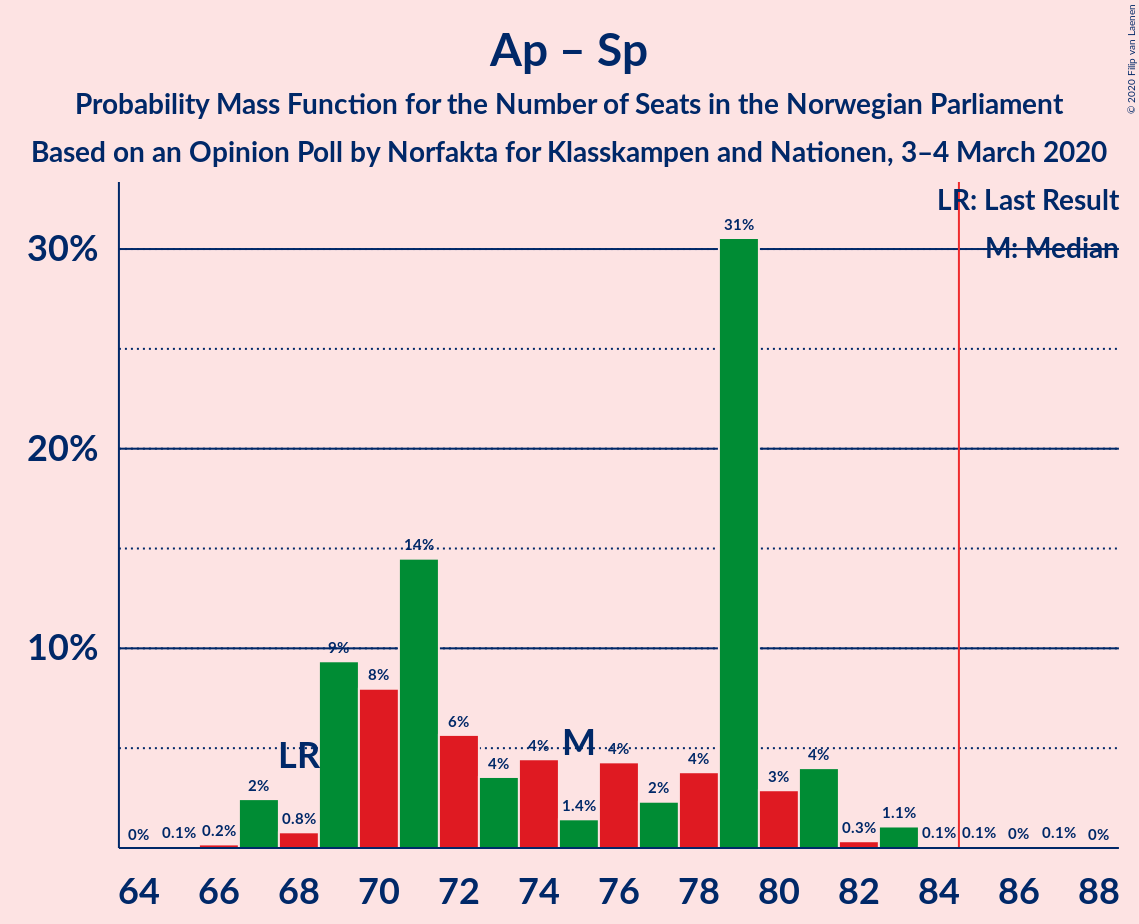 Ap – Sp
Probability Mass Function for the Number of Seats in the Norwegian Parliament
Based on an Opinion Poll by Norfakta for Klasskampen and Nationen, 3–4 March 2020
© 2020 Filip van Laenen
LR: Last Result
M: Median
30%
20%
10%
31%
14%
9%
8%
6%
LR
M
4%
4%
4%
4%
4%
2%
0.8%
1.4%
2%
3%
0% 0.1% 0.2%
0.3%
1.1%
0.1% 0.1% 0% 0.1% 0%
64 66 68 70 72 74 76 78 80 82 84 86 88